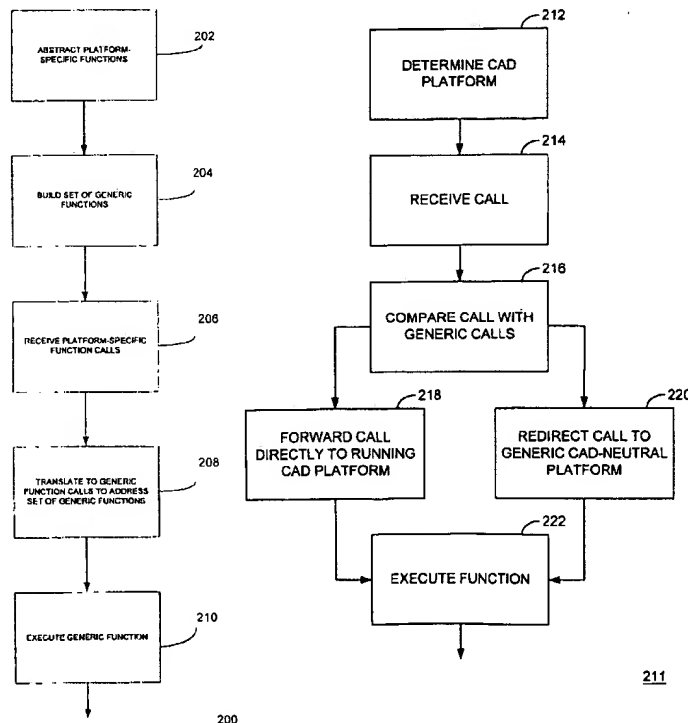 202
ABSTRACT PLATFORM-
SPECIFIC FUNCTIONS
204
BUILD SET OF GENERIC
FUNCTIONS
206
RECEIVE PLATFORM-SPECIFIC
FUNCTION CALLS
208
TRANSLATE TO GENERIC
FUNCTION CALLS TO ADDRESS
SET OF GENERIC FUNCTIONS
210
EXECUTE GENERIC FUNCTION
200
212
DETERMINE CAD
PLATFORM
214
RECEIVE CALL
216
COMPARE CALL WITH
GENERIC CALLS
218
FORWARD CALL
DIRECTLY TO RUNNING
CAD PLATFORM
220
REDIRECT CALL TO
GENERIC CAD-NEUTRAL
PLATFORM
222
EXECUTE FUNCTION
211